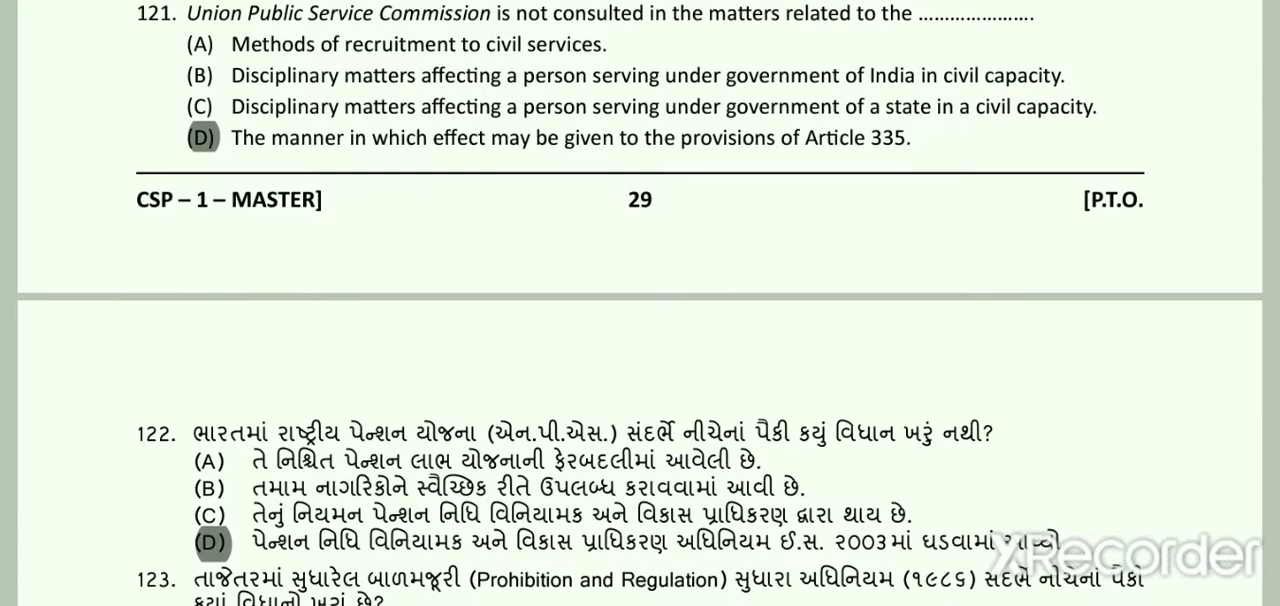 121. Union Public Service Commission is not consulted in the matters related to the ......................
(A) Methods of recruitment to civil services.
(B) Disciplinary matters affecting a person serving under government of India in civil capacity.
(C) Disciplinary matters affecting a person serving under government of a state in a civil capacity.
(D) The manner in which effect may be given to the provisions of Article 335.
CSP – 1 – MASTER] 29 [P.T.O.
122. ભારતમાં રાષ્ટ્રીય પેન્શન યોજના (એન.પી.એસ.) સંદર્ભે નીચેનાં પૈકી કયું વિધાન ખરું નથી?
(A) તે નિશ્ચિત પેન્શન લાભ યોજનાની ફેરબદલીમાં આવેલી છે.
(B) તમામ નાગરિકોને સ્વૈચ્છિક રીતે ઉપલબ્ધ કરાવવામાં આવી છે.
(C) તેનું નિયમન પેન્શન નિધિ વિનિયામક અને વિકાસ પ્રાધિકરણ દ્વારા થાય છે.
(D) પેન્શન નિધિ વિનિયામક અને વિકાસ પ્રાધિકરણ અધિનિયમ ઈ.સ. ૨૦૦૩માં ઘડવામાં
XRecorder
123. તાજેતરમાં સુધારેલ બાળમજૂરી (Prohibition and Regulation) સુધારા અધિનિયમ (૧૯૮૬) સંદર્ભે નીચેનાં પૈકી
કયાં વિધાનો ખરાં છે?